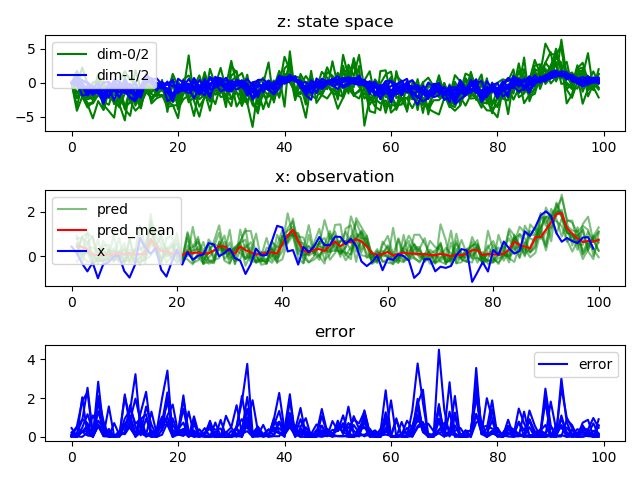 z: state space
5
0
−5
dim-0/2
dim-1/2
0 20 40 60 80 100
x: observation
2
0
pred
pred_mean
x
0 20 40 60 80 100
error
4
2
0
error
0 20 40 60 80 100